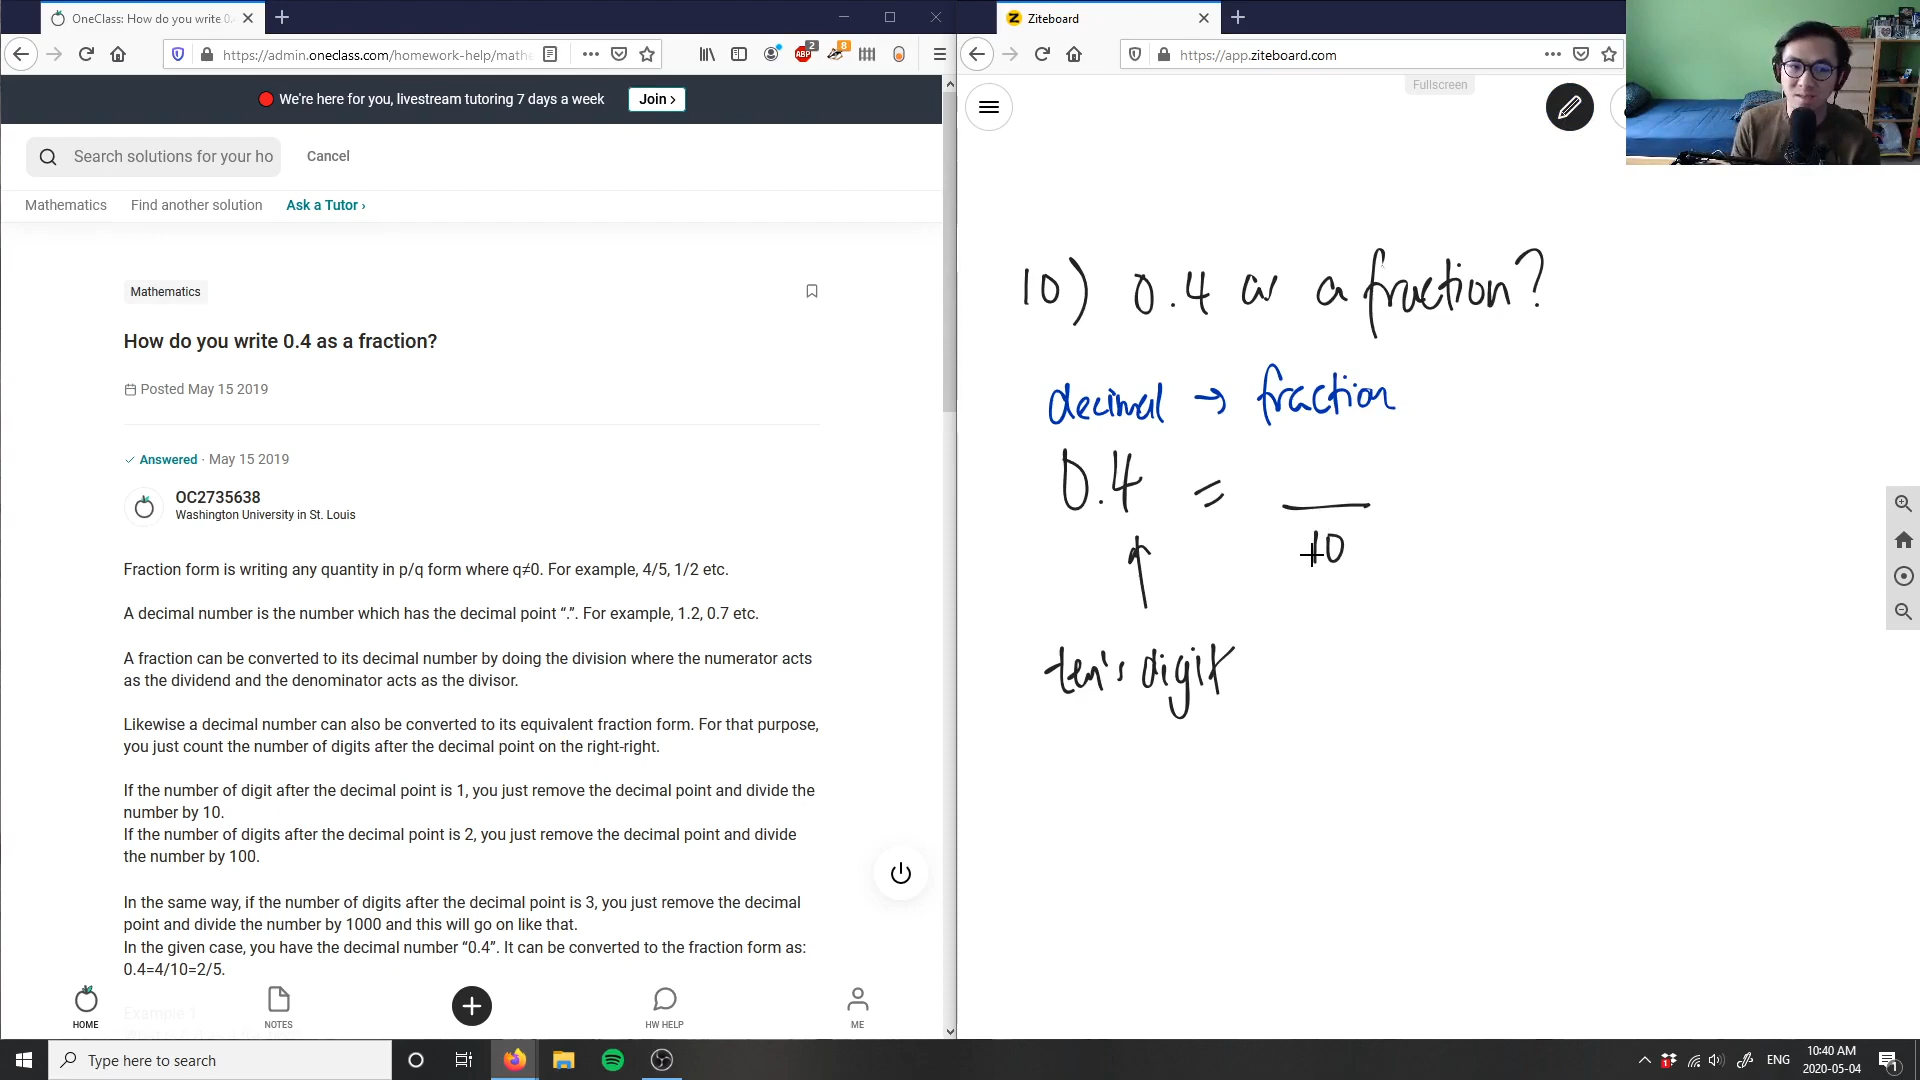 OneClass: How do you write 0.4
https://admin.oneclass.com/homework-help/mathe
2
8
We're here for you, livestream tutoring 7 days a week
Join ›
Search solutions for your ho
Cancel
Mathematics
Find another solution
Ask a Tutor ›
Mathematics
How do you write 0.4 as a fraction?
Posted May 15 2019
Answered · May 15 2019
OC2735638
Washington University in St. Louis
Fraction form is writing any quantity in p/q form where q≠0. For example, 4/5, 1/2 etc.
A decimal number is the number which has the decimal point “.”. For example, 1.2, 0.7 etc.
A fraction can be converted to its decimal number by doing the division where the numerator acts
as the dividend and the denominator acts as the divisor.
Likewise a decimal number can also be converted to its equivalent fraction form. For that purpose,
you just count the number of digits after the decimal point on the right-right.
If the number of digit after the decimal point is 1, you just remove the decimal point and divide the
number by 10.
If the number of digits after the decimal point is 2, you just remove the decimal point and divide
the number by 100.
In the same way, if the number of digits after the decimal point is 3, you just remove the decimal
point and divide the number by 1000 and this will go on like that.
In the given case, you have the decimal number “0.4”. It can be converted to the fraction form as:
0.4=4/10=2/5.
Example 1
HOME
NOTES
HW HELP
ME
Ziteboard
https://app.ziteboard.com
Fullscreen
10) 0.4 as a fraction?
decimal → fraction
0.4 =
10
ten's digit
Type here to search
ENG
10:40 AM
2020-05-04
1